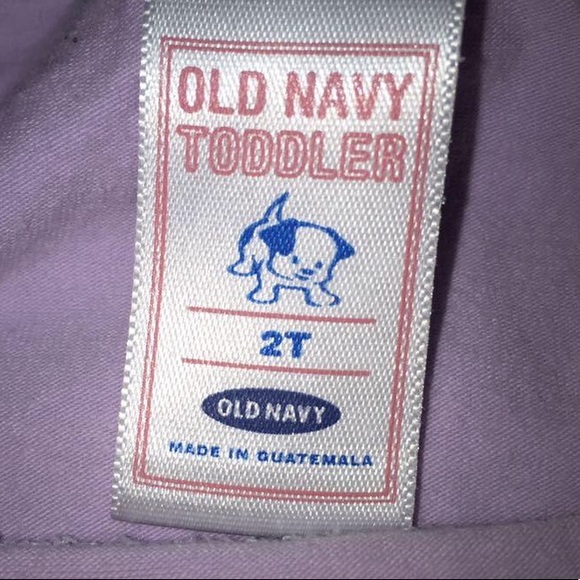 OLD NAVY
TODDLER
2T
OLD NAVY
MADE IN GUATEMALA